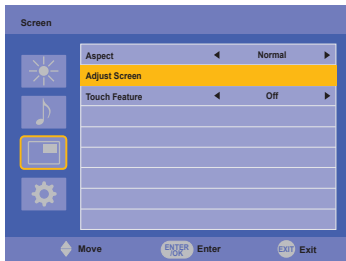 Screen
Aspect Normal
Adjust Screen
Touch Feature Off
Move ENTER /OK Enter EXIT Exit